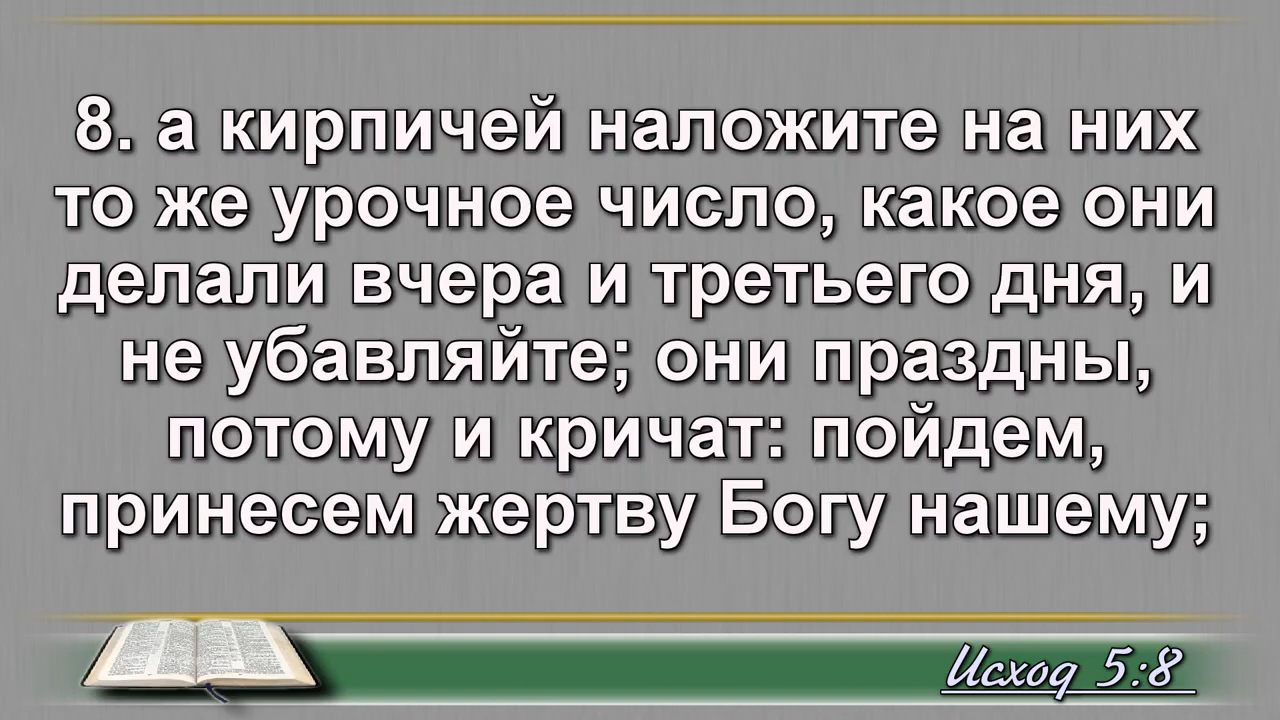 8. а кирпичей наложите на них
то же урочное число, какое они
делали вчера и третьего дня, и
не убавляйте; они праздны,
потому и кричат: пойдем,
принесем жертву Богу нашему;
Исход 5:8